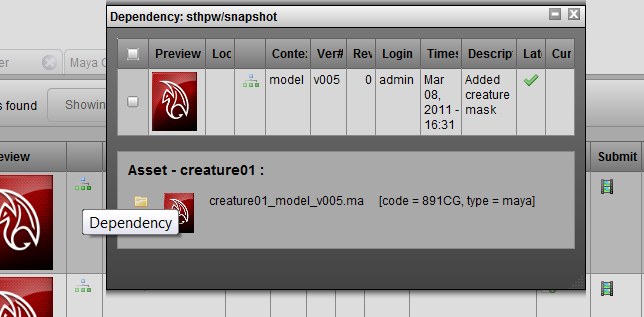 Dependency: sthpw/snapshot
Preview Loc Conte: Ver# Rev Login Times Descrip Late Cur
model v005 0 admin Mar 08, 2011 - 16:31 Added creature mask
er Maya
s found Showin
eview Submit
Asset - creature01 :
creature01_model_v005.ma [code = 891CG, type = maya]
Dependency